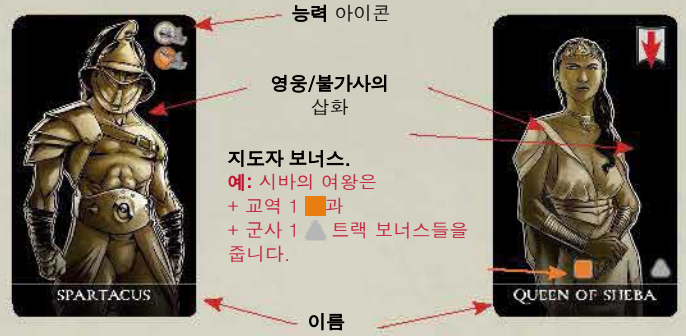 능력 아이콘
영웅/불가사의
삽화
지도자 보너스.
예: 시바의 여왕은
+ 교역 1 과
+ 군사 1 트랙 보너스들을
줍니다.
SPARTACUS
QUEEN OF SHEBA
이름